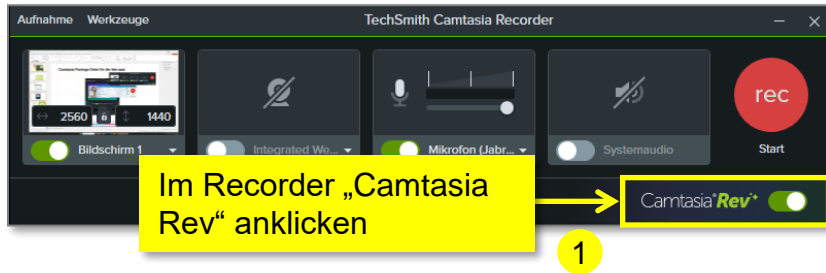 Aufnahme Werkzeuge TechSmith Camtasia Recorder
2560 1440
rec
Bildschirm 1 Integrated We... Mikrofon (Jabr... Systemaudio Start
Im Recorder „Camtasia
Rev“ anklicken
Camtasia Rev
1